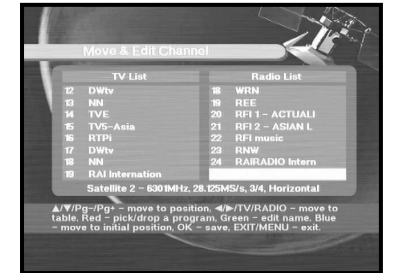 Move & Edit Channel
TV List
12 DWtv
13 NN
14 TVE
15 TV5-Asia
16 RTPi
17 DWtv
18 NN
19 RAI Internation
Radio List
18 WRN
19 REE
20 RFI 1 - ACTUALI
21 RFI 2 - ASIAN L
22 RFI music
23 RNW
24 RAIRADIO Intern
Satellite 2 - 6301MHz, 28.125MS/s, 3/4, Horizontal
▲/▼/Pg-/Pg+ - move to position, ◀/▶/TV/RADIO - move to
table, Red - pick/drop a program, Green - edit name, Blue
- move to initial position, OK - save, EXIT/MENU - exit.